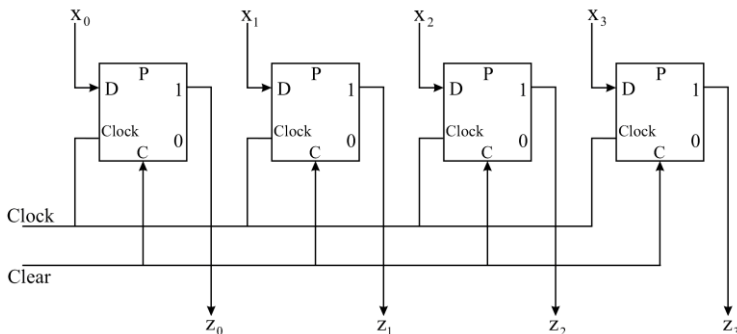 x0 x1 x2 x3
P P P P
D 1 D 1 D 1 D 1
Clock Clock Clock Clock
0 0 0 0
C C C C
Clock
Clear
z0 z1 z2 z3